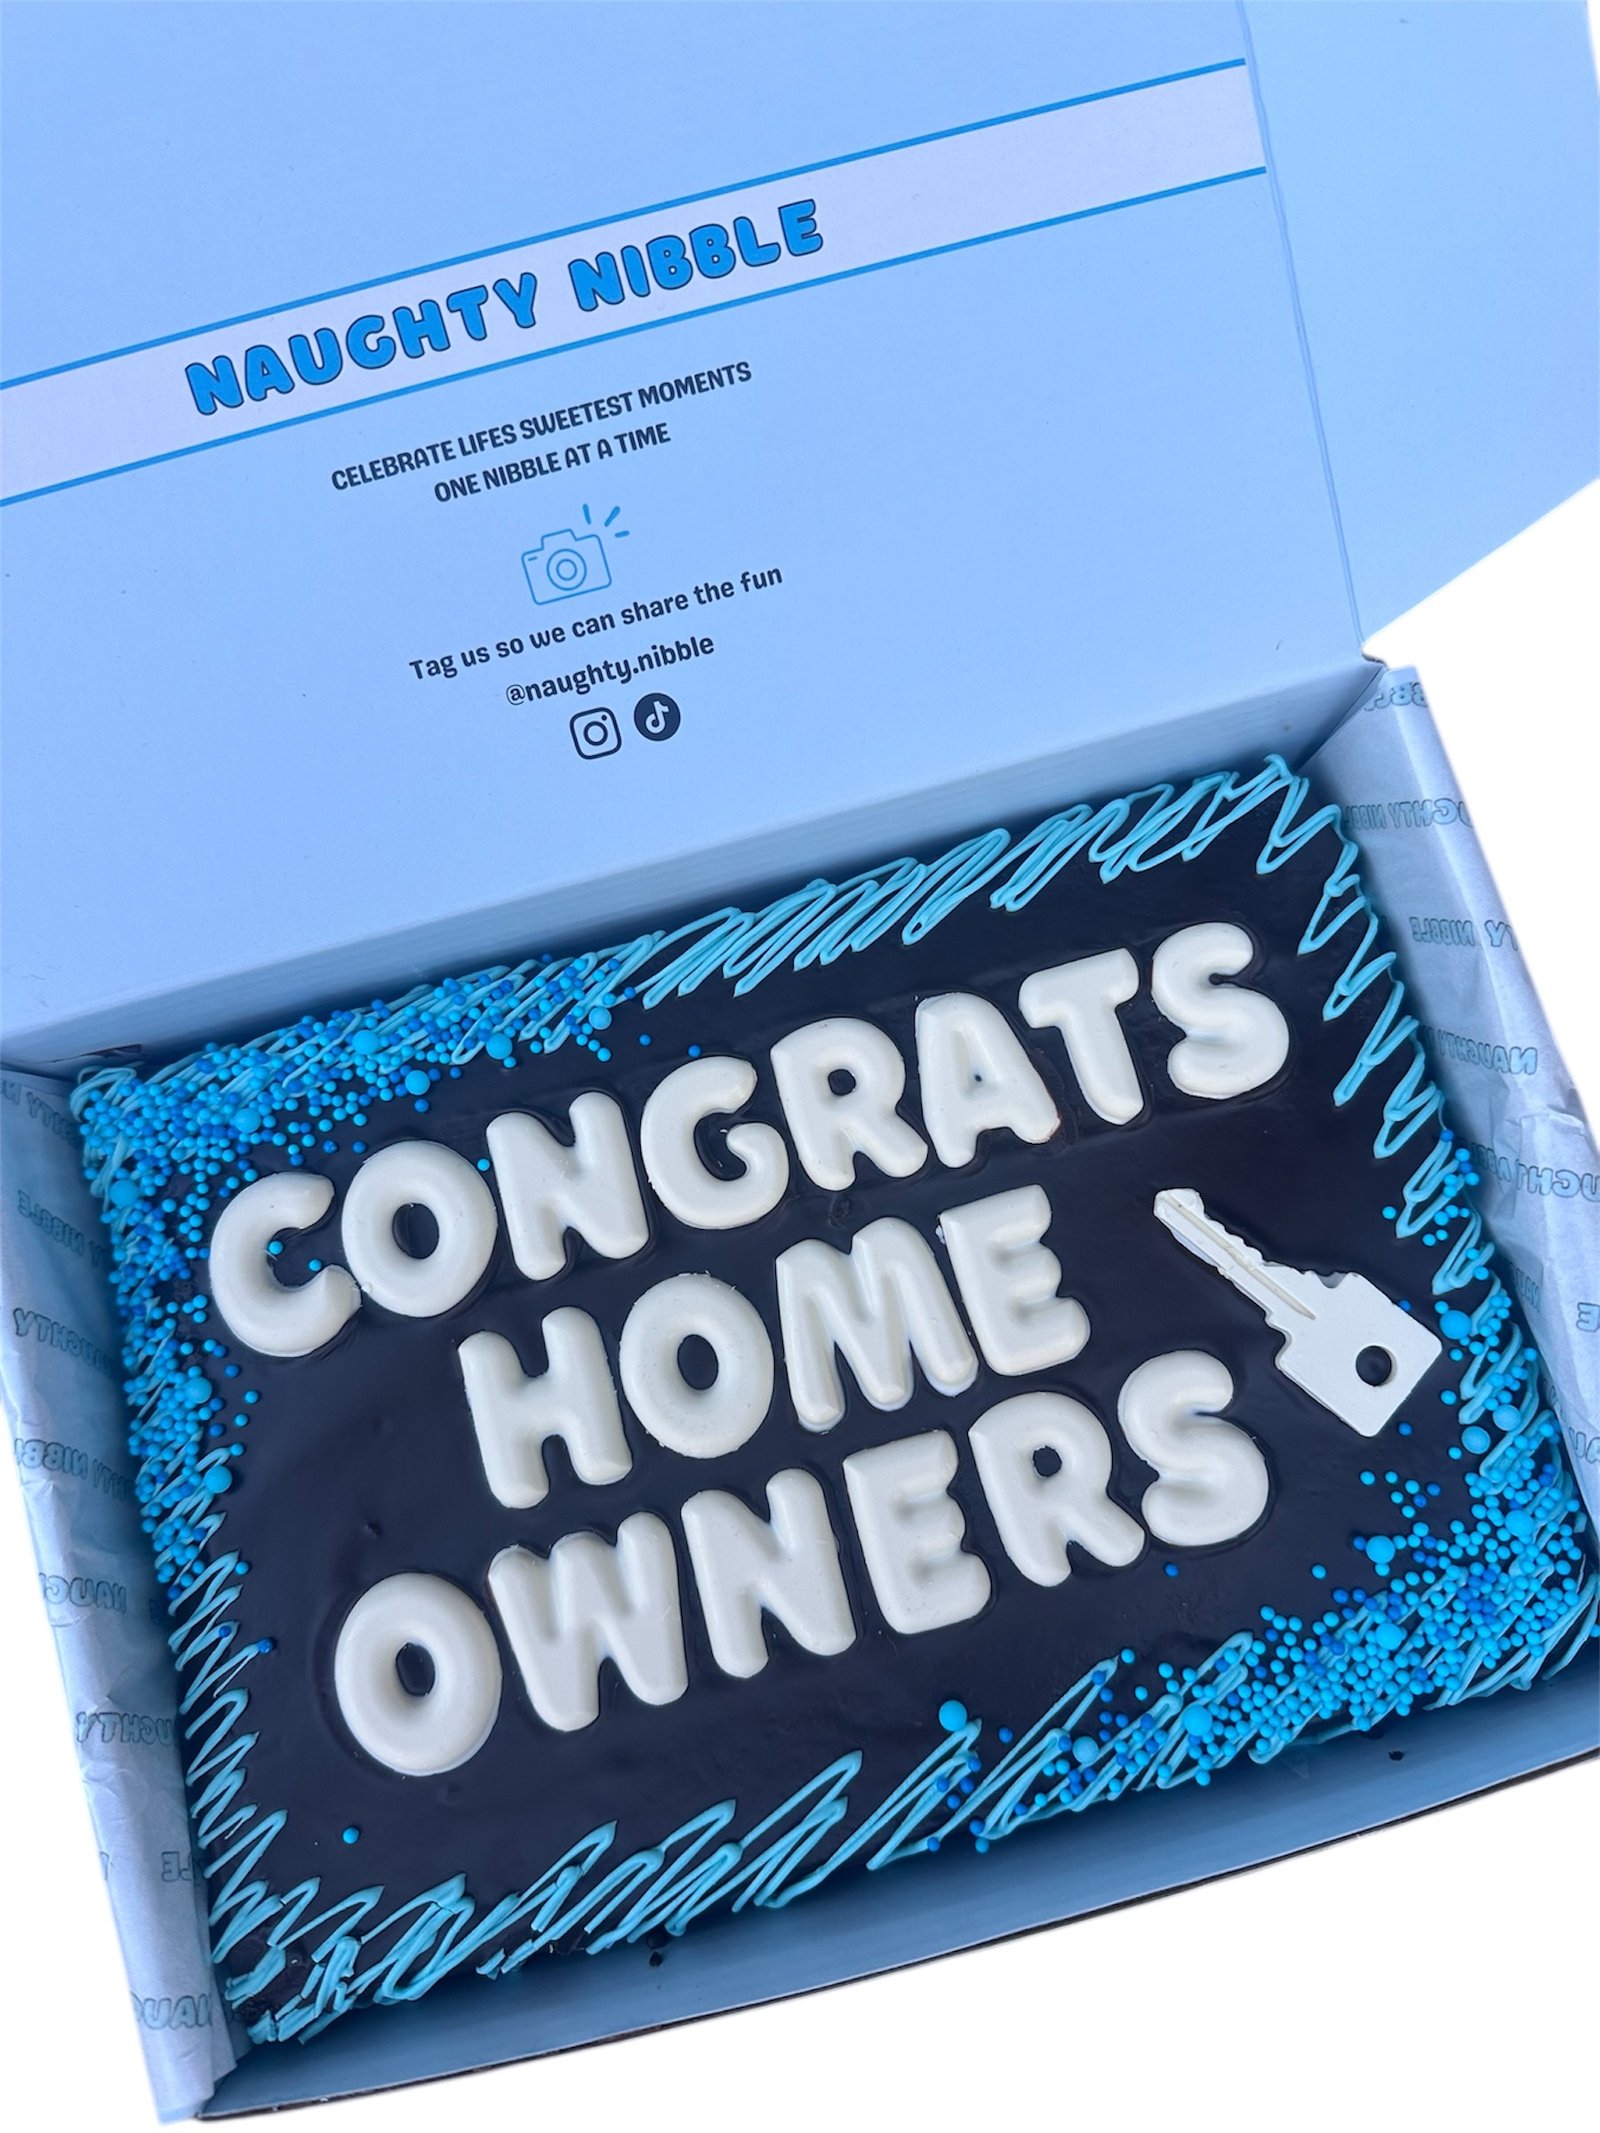 NAUGHTY NIBBLE
CELEBRATE LIFES SWEETEST MOMENTS
ONE NIBBLE AT A TIME
Tag us so we can share the fun
@naughty.nibble
CONGRATS
HOME
OWNERS